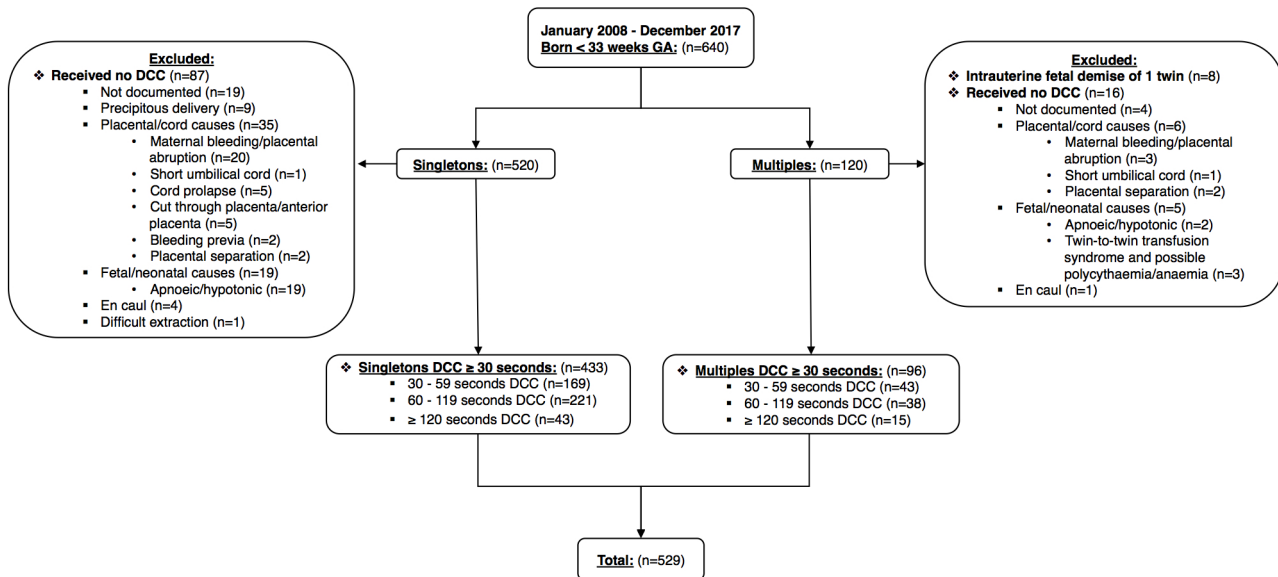 January 2008 - December 2017
Born < 33 weeks GA: (n=640)
Excluded:
❖ Received no DCC (n=87)
▪ Not documented (n=19)
▪ Precipitous delivery (n=9)
▪ Placental/cord causes (n=35)
• Maternal bleeding/placental
abruption (n=20)
• Short umbilical cord (n=1)
• Cord prolapse (n=5)
• Cut through placenta/anterior
placenta (n=5)
• Bleeding previa (n=2)
• Placental separation (n=2)
▪ Fetal/neonatal causes (n=19)
• Apnoeic/hypotonic (n=19)
▪ En caul (n=4)
▪ Difficult extraction (n=1)
Singletons: (n=520)
Multiples: (n=120)
Excluded:
❖ Intrauterine fetal demise of 1 twin (n=8)
❖ Received no DCC (n=16)
▪ Not documented (n=4)
▪ Placental/cord causes (n=6)
• Maternal bleeding/placental
abruption (n=3)
• Short umbilical cord (n=1)
• Placental separation (n=2)
▪ Fetal/neonatal causes (n=5)
• Apnoeic/hypotonic (n=2)
• Twin-to-twin transfusion
syndrome and possible
polycythaemia/anaemia (n=3)
▪ En caul (n=1)
❖ Singletons DCC ≥ 30 seconds: (n=433)
▪ 30 - 59 seconds DCC (n=169)
▪ 60 - 119 seconds DCC (n=221)
▪ ≥ 120 seconds DCC (n=43)
❖ Multiples DCC ≥ 30 seconds: (n=96)
▪ 30 - 59 seconds DCC (n=43)
▪ 60 - 119 seconds DCC (n=38)
▪ ≥ 120 seconds DCC (n=15)
Total: (n=529)